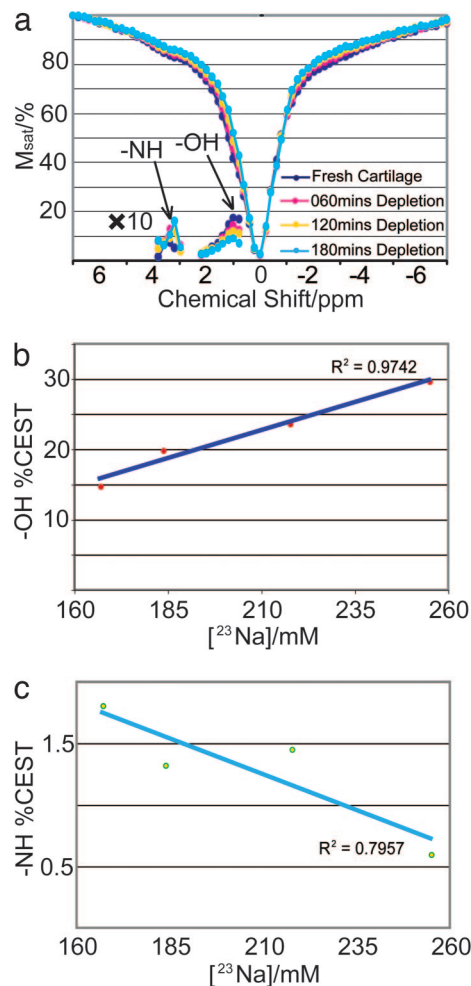 a
Msat/%
80
60
40
20
-NH
-OH
×10
Fresh Cartilage
060mins Depletion
120mins Depletion
180mins Depletion
6 4 2 0 -2 -4 -6
Chemical Shift/ppm
b
-OH %CEST
30
20
10
R² = 0.9742
160 185 210 235 260
[²³Na]/mM
c
-NH %CEST
1.5
0.5
R² = 0.7957
160 185 210 235 260
[²³Na]/mM